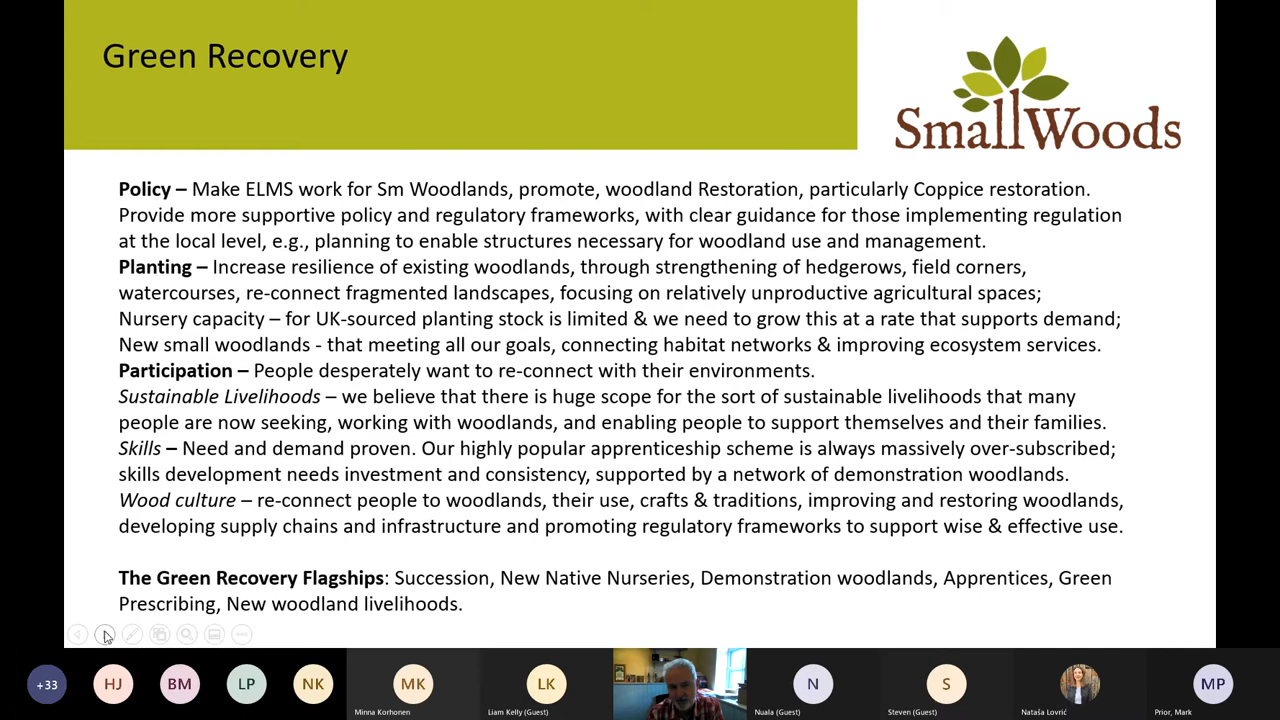 Green Recovery
SmallWoods
Policy – Make ELMS work for Sm Woodlands, promote, woodland Restoration, particularly Coppice restoration.
Provide more supportive policy and regulatory frameworks, with clear guidance for those implementing regulation
at the local level, e.g., planning to enable structures necessary for woodland use and management.
Planting – Increase resilience of existing woodlands, through strengthening of hedgerows, field corners,
watercourses, re-connect fragmented landscapes, focusing on relatively unproductive agricultural spaces;
Nursery capacity – for UK-sourced planting stock is limited & we need to grow this at a rate that supports demand;
New small woodlands - that meeting all our goals, connecting habitat networks & improving ecosystem services.
Participation – People desperately want to re-connect with their environments.
Sustainable Livelihoods – we believe that there is huge scope for the sort of sustainable livelihoods that many
people are now seeking, working with woodlands, and enabling people to support themselves and their families.
Skills – Need and demand proven. Our highly popular apprenticeship scheme is always massively over-subscribed;
skills development needs investment and consistency, supported by a network of demonstration woodlands.
Wood culture – re-connect people to woodlands, their use, crafts & traditions, improving and restoring woodlands,
developing supply chains and infrastructure and promoting regulatory frameworks to support wise & effective use.
The Green Recovery Flagships: Succession, New Native Nurseries, Demonstration woodlands, Apprentices, Green
Prescribing, New woodland livelihoods.
+33 HJ BM LP NK MK LK N S MP
Minna Korhonen Liam Kelly (Guest) Nuala (Guest) Steven (Guest) Nataša Lovrić Prior, Mark